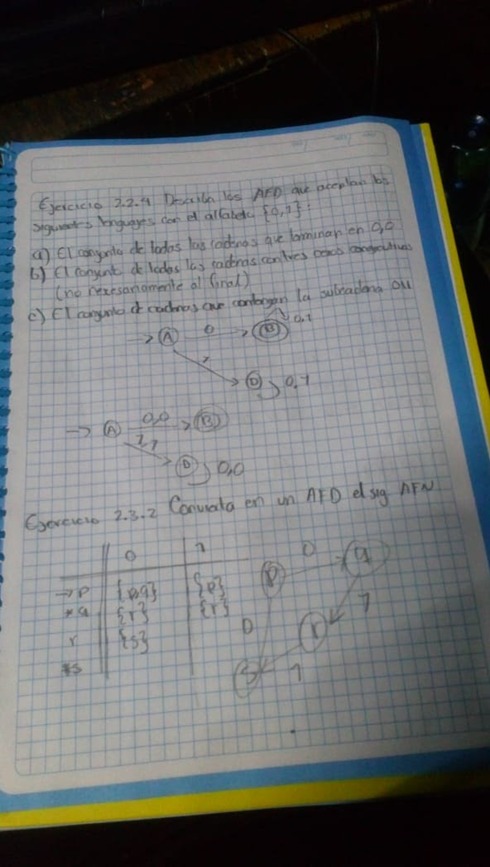 Ejercicio 2.2.4 Describa los AFD que aceptan los
siguientes lenguages con el alfabeto {0,1}:
a) El conjunto de todas las cadenas que terminan en 0,0
b) El conjunto de todas las cadenas con tres ceros consecutivos
(no necesariamente al final)
c) El conjunto de cadenas que contengan la subcadena 011
→ A 0 B 0,1
1
D 0,1
→ A 0,0 B
1,1
D 0,0
Ejercicio 2.3.2 Convierta en un AFD el sig AFN
0 1
→p {p,q} {p}
*q {r} {r}
r {s}
*s
p 0 q
0 r 1
s 1